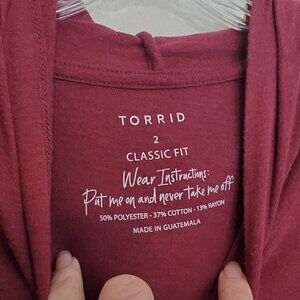 TORRID
2
CLASSIC FIT
Wear Instructions:
Put me on and never take me off
50% POLYESTER • 37% COTTON • 13% RAYON
MADE IN GUATEMALA